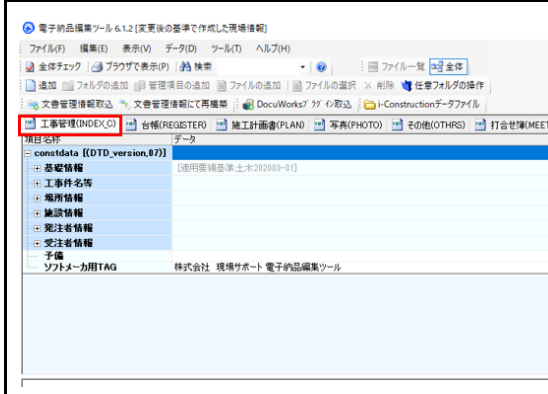 電子納品編集ツール 6.1.2 [変更後の基準で作成した現場情報]
ファイル(F) 編集(E) 表示(V) データ(D) ツール(T) ヘルプ(H)
全体チェック ブラウザで表示(P) 検索 ファイル一覧 全体
追加 フォルダの追加 管理項目の追加 ファイルの追加 ファイルの選択 削除 任意フォルダの操作
文書管理情報取込 文書管理情報にて再構築 DocuWorksプラグイン取込 i-Constructionデータファイル
工事管理(INDEX_C) 台帳(REGISTER) 施工計画書(PLAN) 写真(PHOTO) その他(OTHRS) 打合せ簿(MEET
項目名称 データ
constdata [(DTD_version,07)]
基礎情報 [適用要領基準:土木202003-01]
工事件名等
場所情報
施設情報
発注者情報
受注者情報
予備
ソフトメーカ用TAG 株式会社 現場サポート 電子納品編集ツール